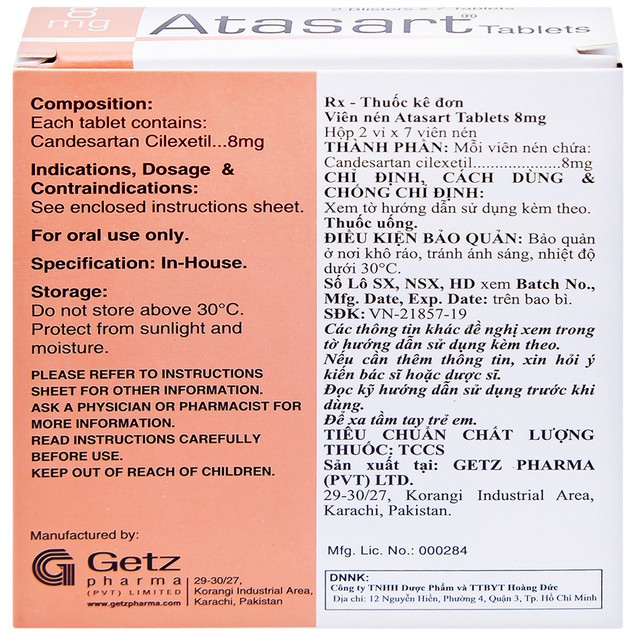 8
mg
Atasart
2 Blisters x 7 Tablets
Tablets
Composition:
Each tablet contains:
Candesartan Cilexetil...8mg
Indications, Dosage &
Contraindications:
See enclosed instructions sheet.
For oral use only.
Specification: In-House.
Storage:
Do not store above 30°C.
Protect from sunlight and
moisture.
PLEASE REFER TO INSTRUCTIONS
SHEET FOR OTHER INFORMATION.
ASK A PHYSICIAN OR PHARMACIST FOR
MORE INFORMATION.
READ INSTRUCTIONS CAREFULLY
BEFORE USE.
KEEP OUT OF REACH OF CHILDREN.
Manufactured by:
Getz
pharma
(PVT) LIMITED
www.getzpharma.com
29-30/27,
Korangi Industrial Area,
Karachi, Pakistan
Rx - Thuốc kê đơn
Viên nén Atasart Tablets 8mg
Hộp 2 vỉ x 7 viên nén
THÀNH PHẦN: Mỗi viên nén chứa:
Candesartan cilexetil.....................8mg
CHỈ ĐỊNH, CÁCH DÙNG &
CHỐNG CHỈ ĐỊNH:
Xem tờ hướng dẫn sử dụng kèm theo.
Thuốc uống.
ĐIỀU KIỆN BẢO QUẢN: Bảo quản
ở nơi khô ráo, tránh ánh sáng, nhiệt độ
dưới 30°C.
Số Lô SX, NSX, HD xem Batch No.,
Mfg. Date, Exp. Date: trên bao bì.
SĐK: VN-21857-19
Các thông tin khác đề nghị xem trong
tờ hướng dẫn sử dụng kèm theo.
Nếu cần thêm thông tin, xin hỏi ý
kiến bác sĩ hoặc dược sĩ.
Đọc kỹ hướng dẫn sử dụng trước khi
dùng.
Để xa tầm tay trẻ em.
TIÊU CHUẨN CHẤT LƯỢNG
THUỐC: TCCS
Sản xuất tại: GETZ PHARMA
(PVT) LTD.
29-30/27, Korangi Industrial Area,
Karachi, Pakistan.
Mfg. Lic. No.: 000284
DNNK:
Công ty TNHH Dược Phẩm và TTBYT Hoàng Đức
Địa chỉ: 12 Nguyễn Hiền, Phường 4, Quận 3, Tp. Hồ Chí Minh